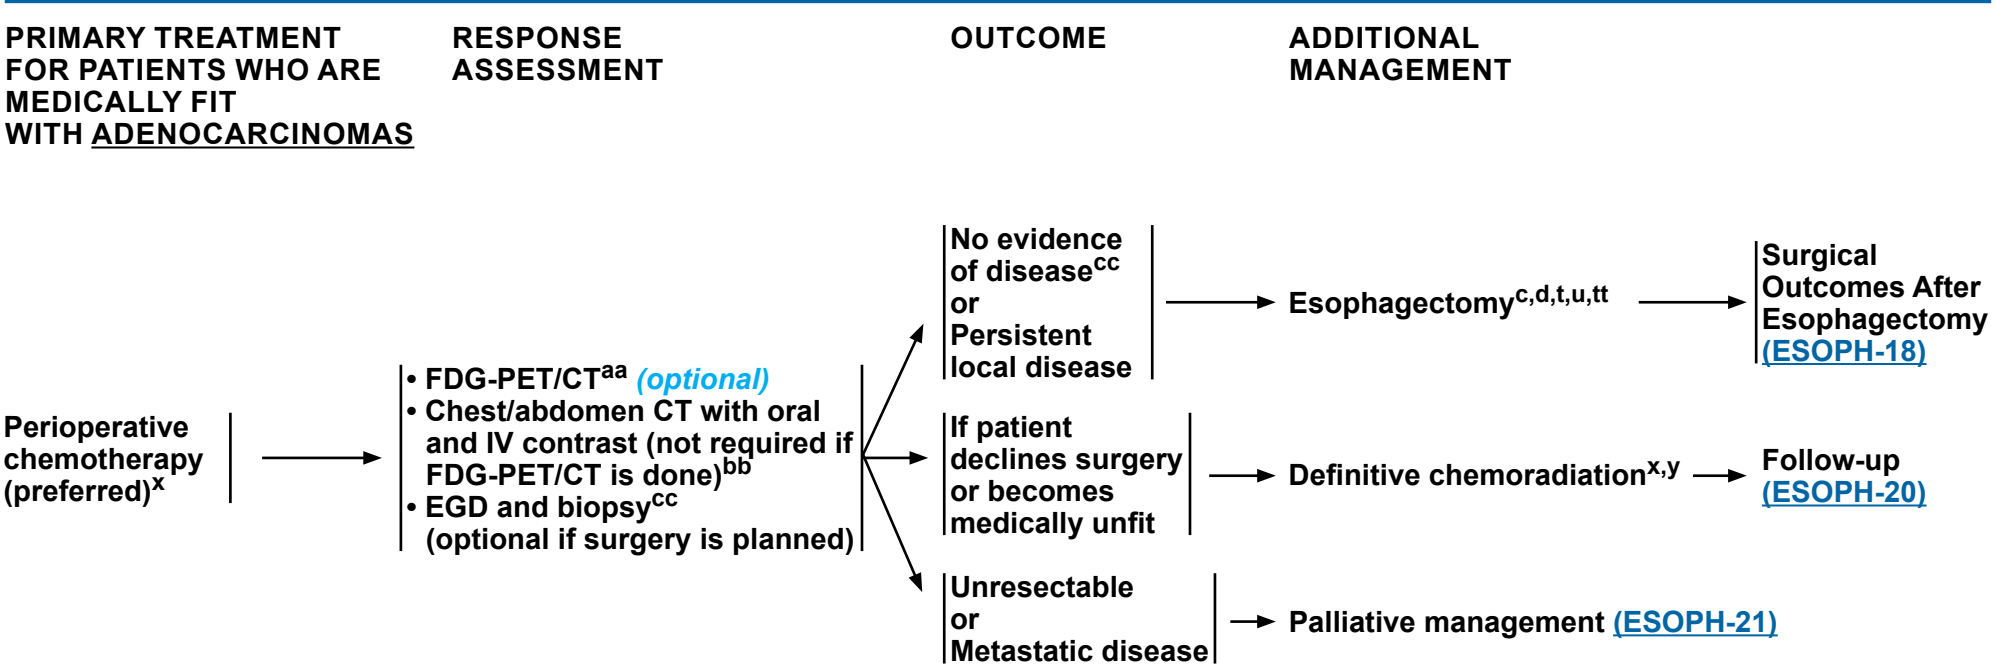 PRIMARY TREATMENT
FOR PATIENTS WHO ARE
MEDICALLY FIT
WITH ADENOCARCINOMAS
RESPONSE
ASSESSMENT
OUTCOME
ADDITIONAL
MANAGEMENT
Perioperative
chemotherapy
(preferred)x
• FDG-PET/CTaa (optional)
• Chest/abdomen CT with oral
and IV contrast (not required if
FDG-PET/CT is done)bb
• EGD and biopsycc
(optional if surgery is planned)
No evidence
of diseasecc
or
Persistent
local disease
Esophagectomyc,d,t,u,tt
Surgical
Outcomes After
Esophagectomy
(ESOPH-18)
If patient
declines surgery
or becomes
medically unfit
Definitive chemoradiationx,y
Follow-up
(ESOPH-20)
Unresectable
or
Metastatic disease
Palliative management (ESOPH-21)